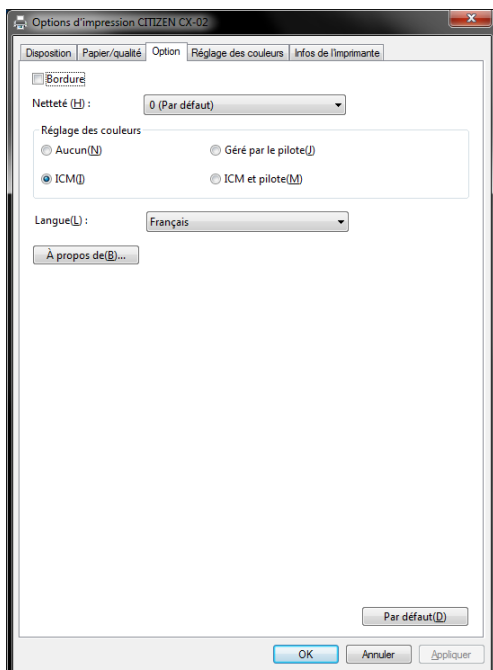 Options d'impression CITIZEN CX-02
Disposition Papier/qualité Option Réglage des couleurs Infos de l'imprimante
Bordure
Netteté (H) : 0 (Par défaut)
Réglage des couleurs
Aucun(N) Géré par le pilote(J)
ICM(I) ICM et pilote(M)
Langue(L) : Français
À propos de(B)...
Par défaut(D)
OK Annuler Appliquer